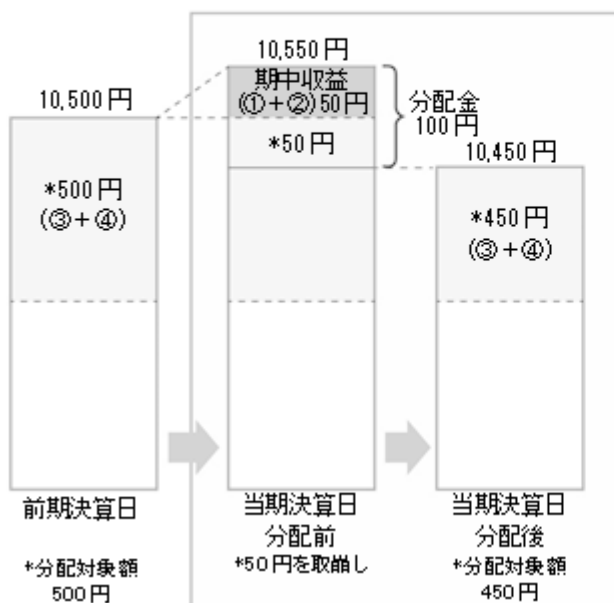 10,500円
*500円
(③+④)
前期決算日
*分配対象額
500円
10,550円
期中収益
(①+②)50円
*50円
分配金
100円
当期決算日
分配前
*50円を取崩し
10,450円
*450円
(③+④)
当期決算日
分配後
*分配対象額
450円